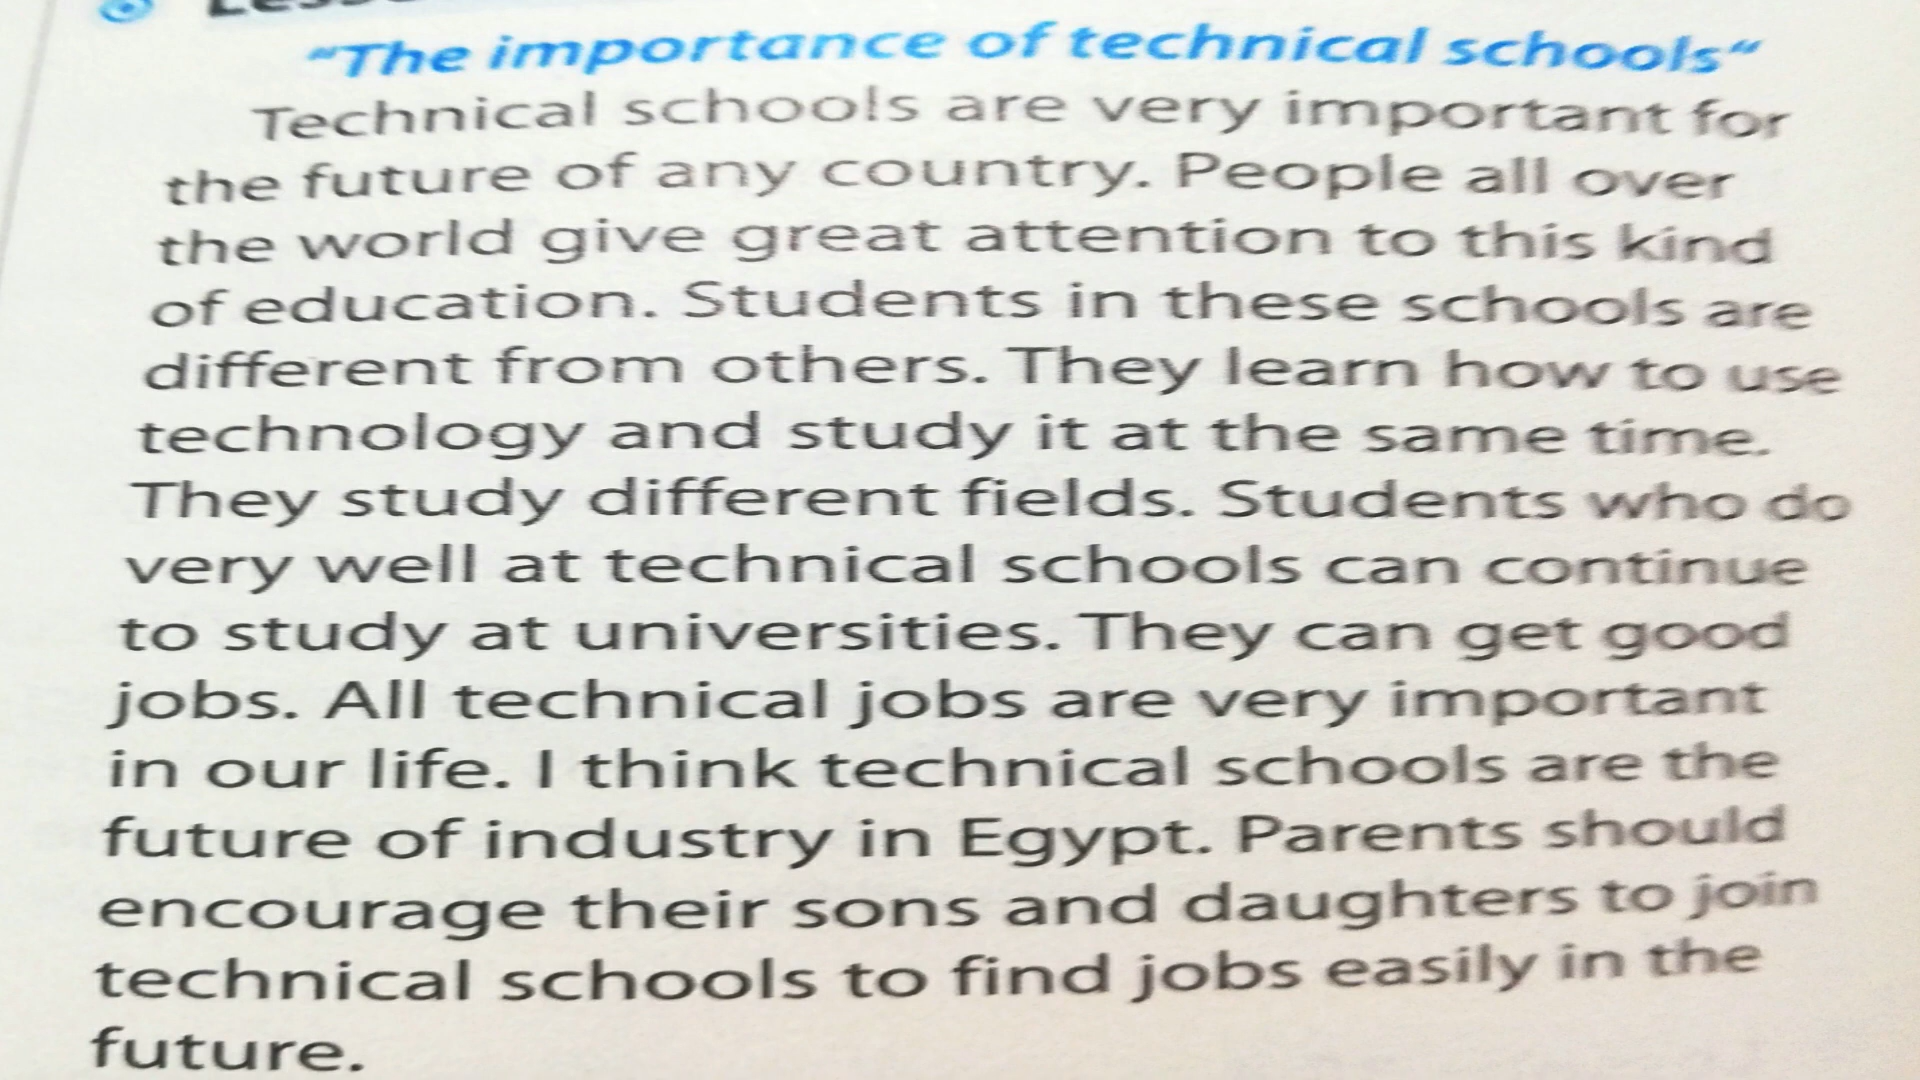 "The importance of technical schools"
Technical schools are very important for
the future of any country. People all over
the world give great attention to this kind
of education. Students in these schools are
different from others. They learn how to use
technology and study it at the same time.
They study different fields. Students who do
very well at technical schools can continue
to study at universities. They can get good
jobs. All technical jobs are very important
in our life. I think technical schools are the
future of industry in Egypt. Parents should
encourage their sons and daughters to join
technical schools to find jobs easily in the
future.